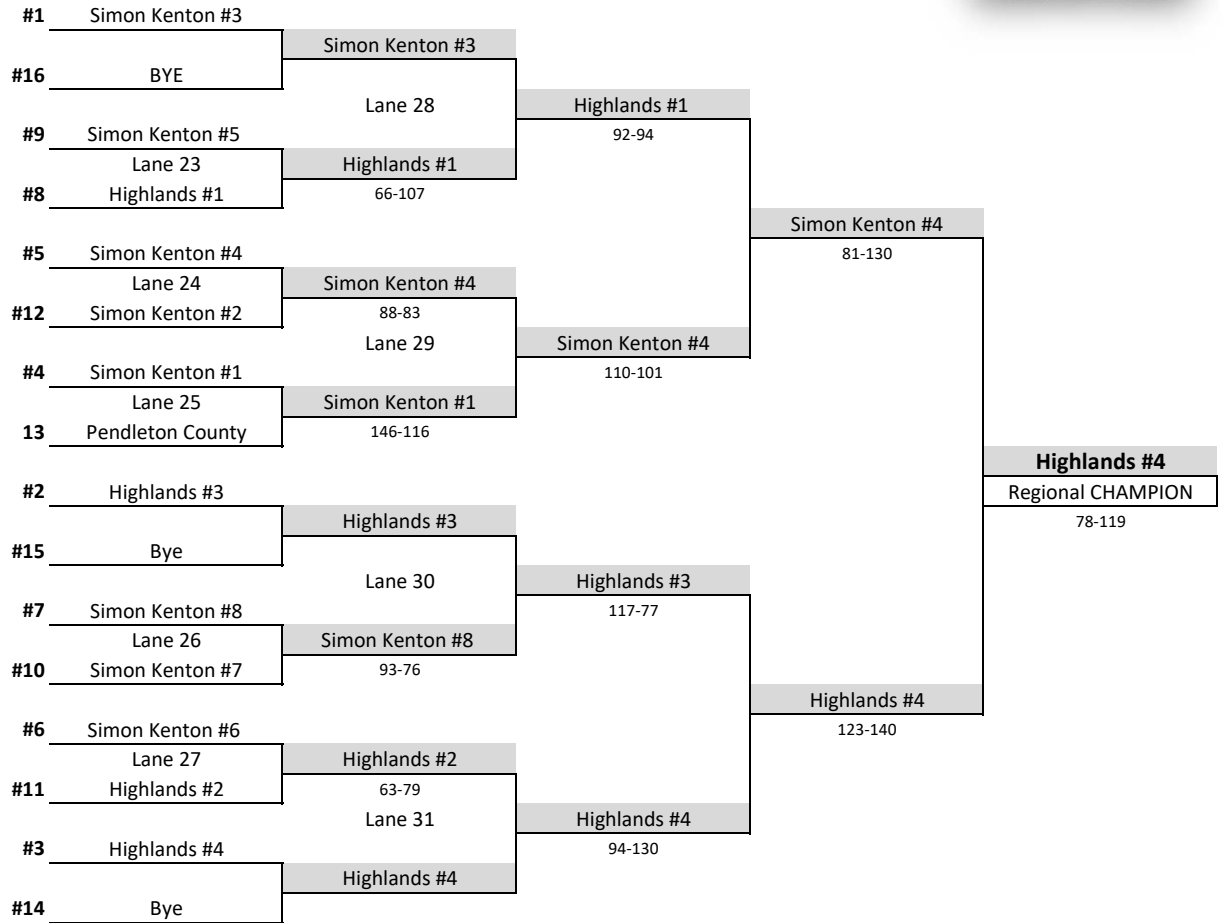 #1 Simon Kenton #3
Simon Kenton #3
#16 BYE
Lane 28 Highlands #1
#9 Simon Kenton #5 92-94
Lane 23 Highlands #1
#8 Highlands #1 66-107
Simon Kenton #4
#5 Simon Kenton #4 81-130
Lane 24 Simon Kenton #4
#12 Simon Kenton #2 88-83
Lane 29 Simon Kenton #4
#4 Simon Kenton #1 110-101
Lane 25 Simon Kenton #1
13 Pendleton County 146-116
Highlands #4
#2 Highlands #3 Regional CHAMPION
Highlands #3 78-119
#15 Bye
Lane 30 Highlands #3
#7 Simon Kenton #8 117-77
Lane 26 Simon Kenton #8
#10 Simon Kenton #7 93-76
Highlands #4
#6 Simon Kenton #6 123-140
Lane 27 Highlands #2
#11 Highlands #2 63-79
Lane 31 Highlands #4
#3 Highlands #4 94-130
Highlands #4
#14 Bye